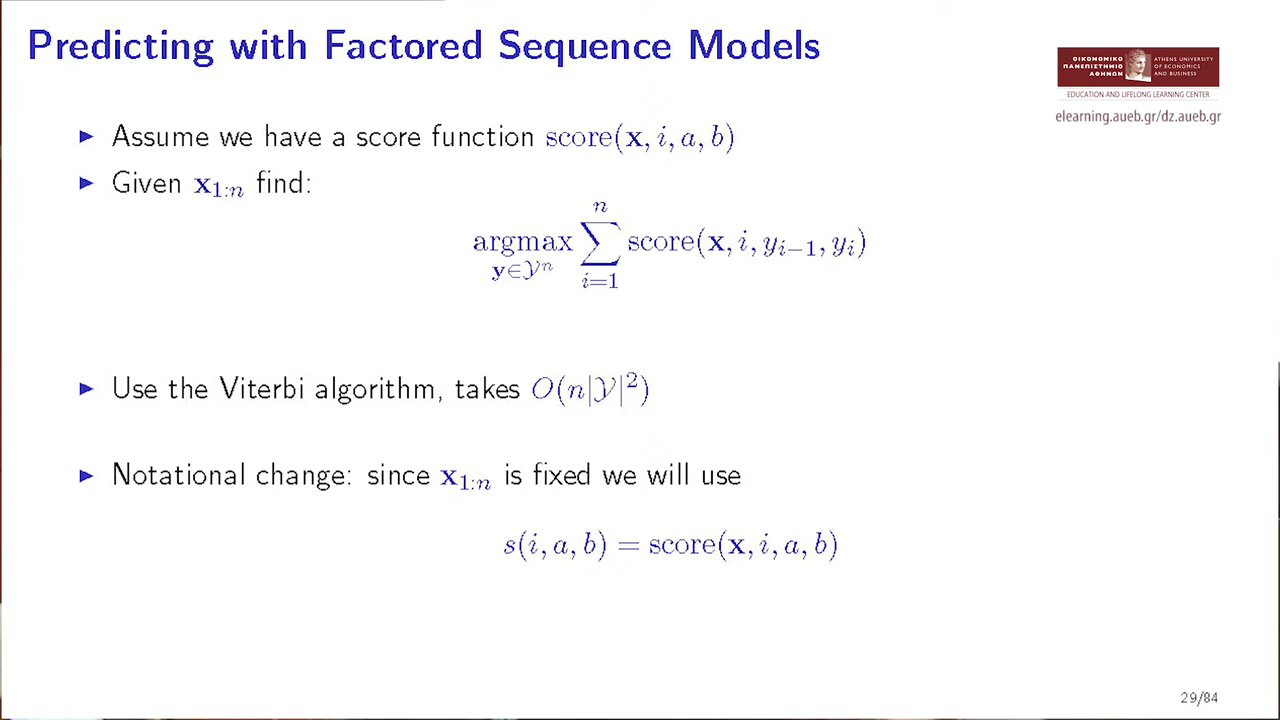 Predicting with Factored Sequence Models
ΟΙΚΟΝΟΜΙΚΟ
ΠΑΝΕΠΙΣΤΗΜΙΟ
ΑΘΗΝΩΝ
ATHENS UNIVERSITY
OF ECONOMICS
AND BUSINESS
EDUCATION AND LIFELONG LEARNING CENTER
elearning.aueb.gr/dz.aueb.gr
▶ Assume we have a score function score(x, i, a, b)
▶ Given x₁:ₙ find:
argmax_{y∈𝒴ⁿ} ∑_{i=1}^{n} score(x, i, y_{i−1}, y_i)
▶ Use the Viterbi algorithm, takes O(n|𝒴|²)
▶ Notational change: since x₁:ₙ is fixed we will use
s(i, a, b) = score(x, i, a, b)
29/84